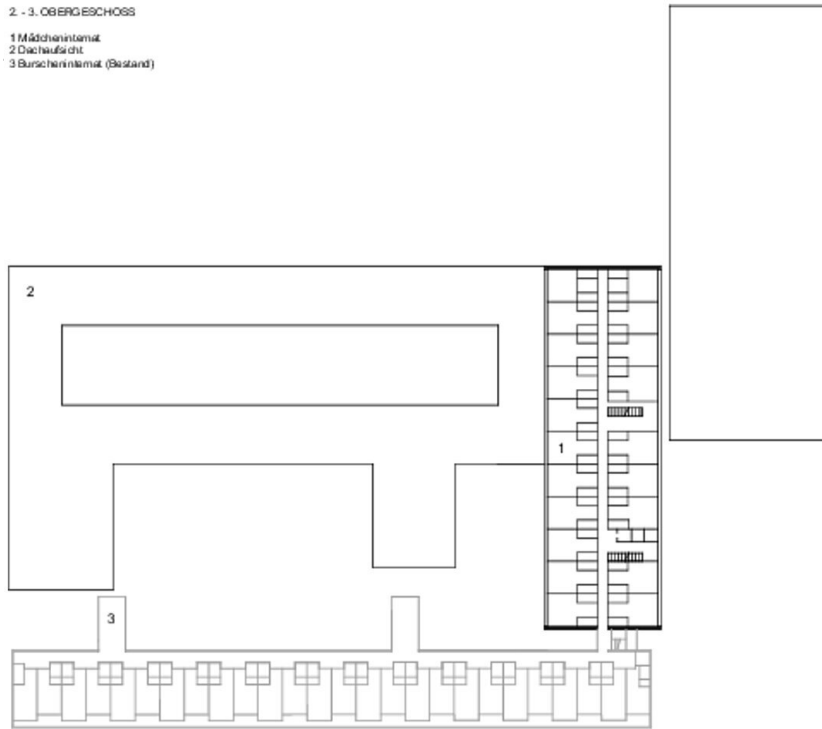 2. - 3. OBERGESCHOSS
1 Mädcheninternat
2 Dachaufsicht
3 Burscheninternat (Bestand)
2
1
3